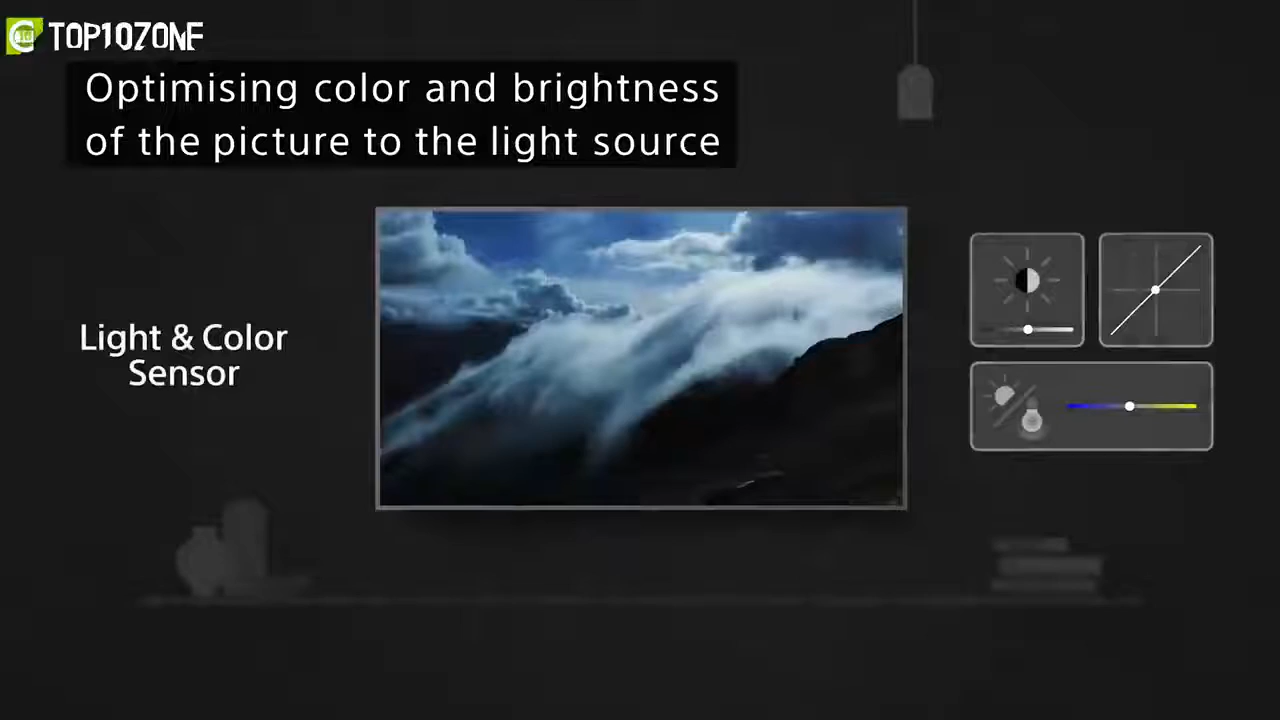 TOP10ZONE
Optimising color and brightness
of the picture to the light source
Light & Color
Sensor